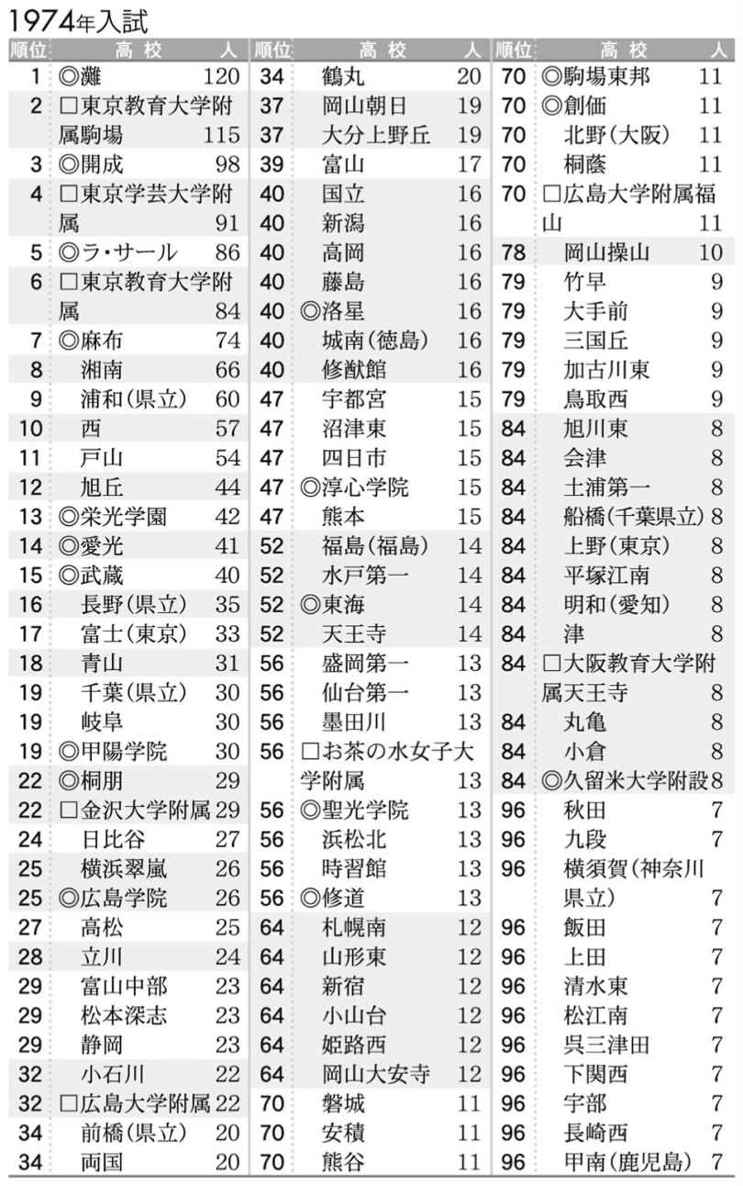 1974年入試
順位 高校 人
1 ◎灘 120
2 □東京教育大学附
属駒場 115
3 ◎開成 98
4 □東京学芸大学附
属 91
5 ◎ラ・サール 86
6 □東京教育大学附
属 84
7 ◎麻布 74
8 湘南 66
9 浦和(県立) 60
10 西 57
11 戸山 54
12 旭丘 44
13 ◎栄光学園 42
14 ◎愛光 41
15 ◎武蔵 40
16 長野(県立) 35
17 富士(東京) 33
18 青山 31
19 千葉(県立) 30
19 岐阜 30
19 ◎甲陽学院 30
22 ◎桐朋 29
22 □金沢大学附属 29
24 日比谷 27
25 横浜翠嵐 26
25 ◎広島学院 26
27 高松 25
28 立川 24
29 富山中部 23
29 松本深志 23
29 静岡 23
32 小石川 22
32 □広島大学附属 22
34 前橋(県立) 20
34 両国 20
順位 高校 人
34 鶴丸 20
37 岡山朝日 19
37 大分上野丘 19
39 富山 17
40 国立 16
40 新潟 16
40 高岡 16
40 藤島 16
40 ◎洛星 16
40 城南(徳島) 16
40 修猷館 16
47 宇都宮 15
47 沼津東 15
47 四日市 15
47 ◎淳心学院 15
47 熊本 15
52 福島(福島) 14
52 水戸第一 14
52 ◎東海 14
52 天王寺 14
56 盛岡第一 13
56 仙台第一 13
56 墨田川 13
56 □お茶の水女子大
学附属 13
56 ◎聖光学院 13
56 浜松北 13
56 時習館 13
56 ◎修道 13
64 札幌南 12
64 山形東 12
64 新宿 12
64 小山台 12
64 姫路西 12
64 岡山大安寺 12
70 磐城 11
70 安積 11
70 熊谷 11
順位 高校 人
70 ◎駒場東邦 11
70 ◎創価 11
70 北野(大阪) 11
70 桐蔭 11
70 □広島大学附属福
山 11
78 岡山操山 10
79 竹早 9
79 大手前 9
79 三国丘 9
79 加古川東 9
79 鳥取西 9
84 旭川東 8
84 会津 8
84 土浦第一 8
84 船橋(千葉県立) 8
84 上野(東京) 8
84 平塚江南 8
84 明和(愛知) 8
84 津 8
84 □大阪教育大学附
属天王寺 8
84 丸亀 8
84 小倉 8
84 ◎久留米大学附設 8
96 秋田 7
96 九段 7
96 横須賀(神奈川
県立) 7
96 飯田 7
96 上田 7
96 清水東 7
96 松江南 7
96 呉三津田 7
96 下関西 7
96 宇部 7
96 長崎西 7
96 甲南(鹿児島) 7